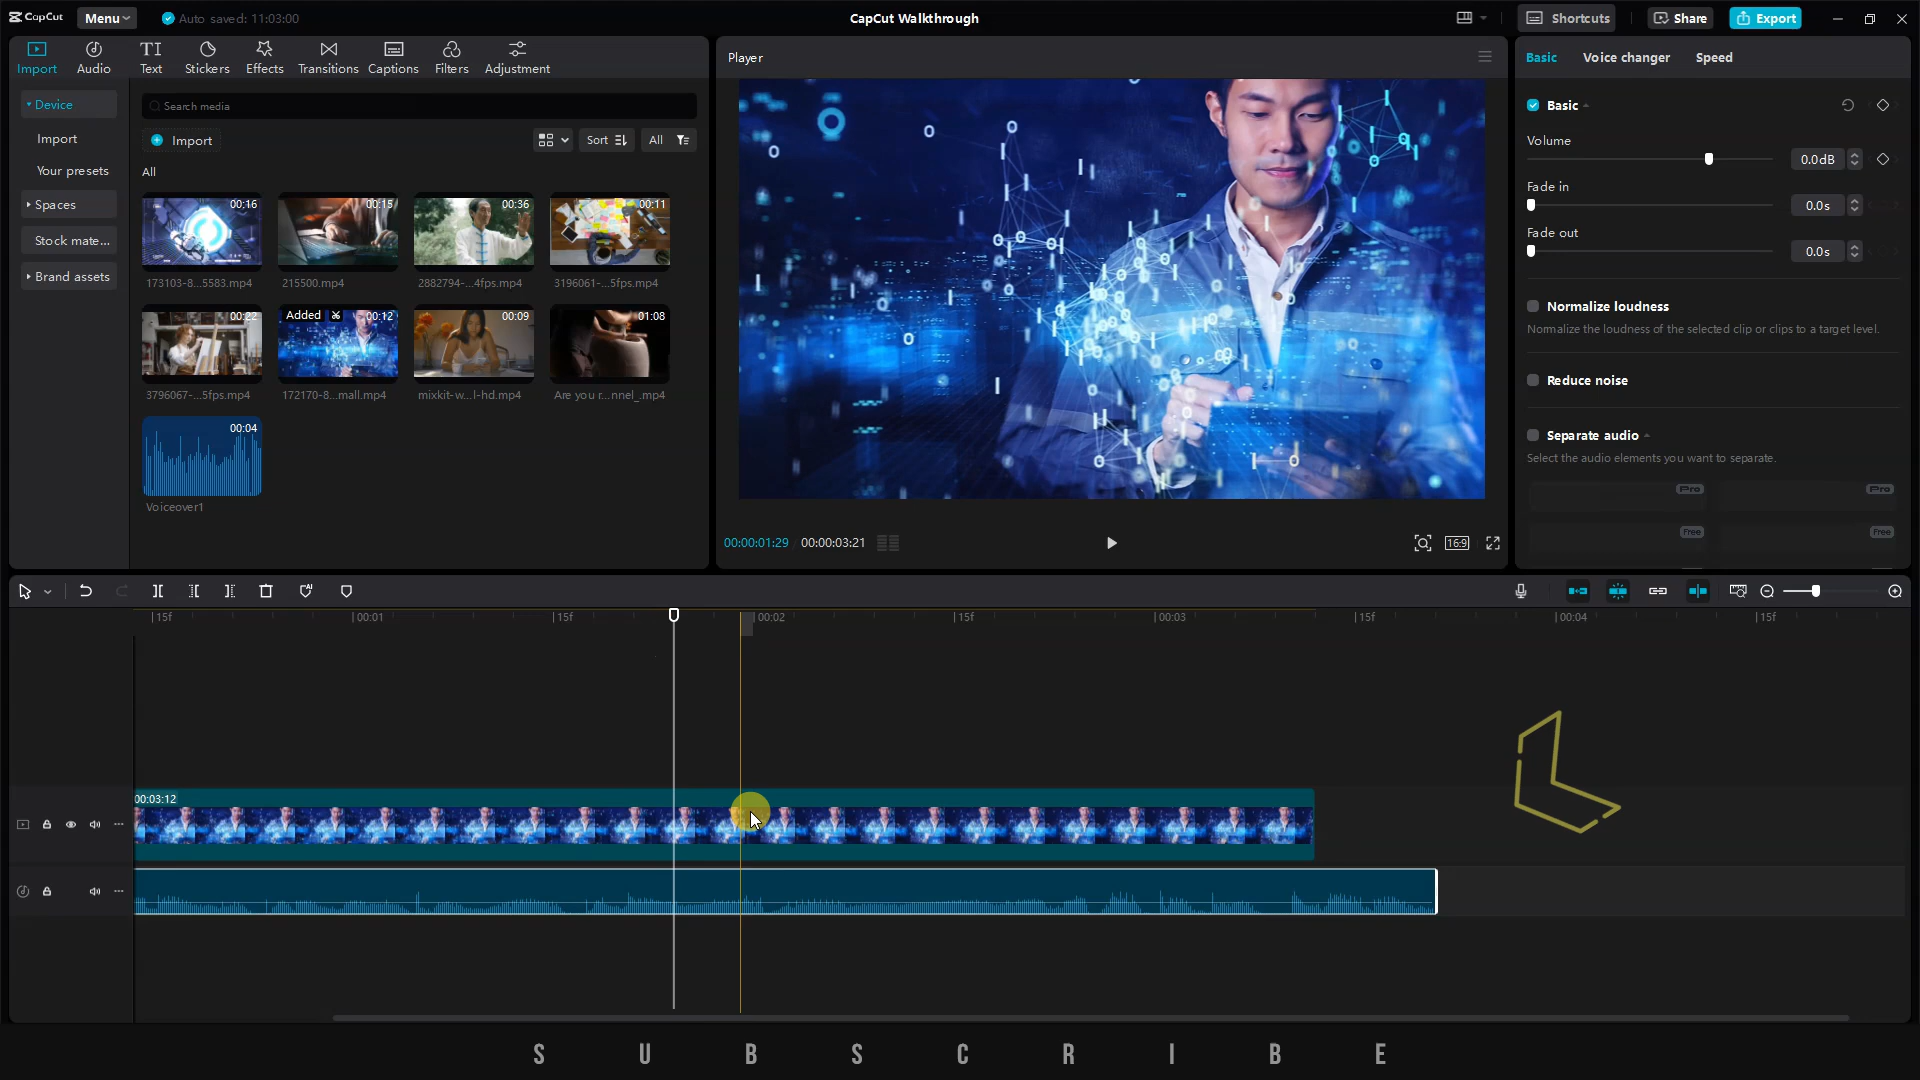 CapCut Menu Auto saved: 11:03:00 CapCut Walkthrough Shortcuts Share Export
Import Audio Text Stickers Effects Transitions Captions Filters Adjustment
Device
Import
Your presets
Spaces
Stock mate...
Brand assets
Search media
Import Sort All
All
00:16 00:15 00:36 00:11
173103-8...5583.mp4 215500.mp4 2882794-...4fps.mp4 3196061-...5fps.mp4
00:22 Added 00:12 00:09 01:08
3796067-...5fps.mp4 172170-8...mall.mp4 mixkit-w...l-hd.mp4 Are you r...nnel_.mp4
00:04
Voiceover1
Player
00:00:01:29 00:00:03:21
16:9
Basic Voice changer Speed
Basic
Volume
0.0dB
Fade in
0.0s
Fade out
0.0s
Normalize loudness
Normalize the loudness of the selected clip or clips to a target level.
Reduce noise
Separate audio
Select the audio elements you want to separate.
Pro Pro
Free Free
15f 00:01 15f 00:02 15f 00:03 15f 00:04 15f
00:03:12
SUBSCRIBE